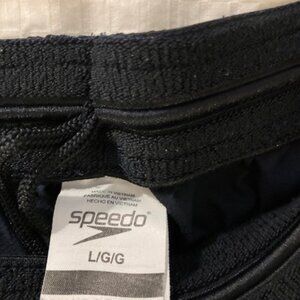 MADE IN VIETNAM
FABRIQUÉ AU VIETNAM
HECHO EN VIETNAM
speedo
L/G/G